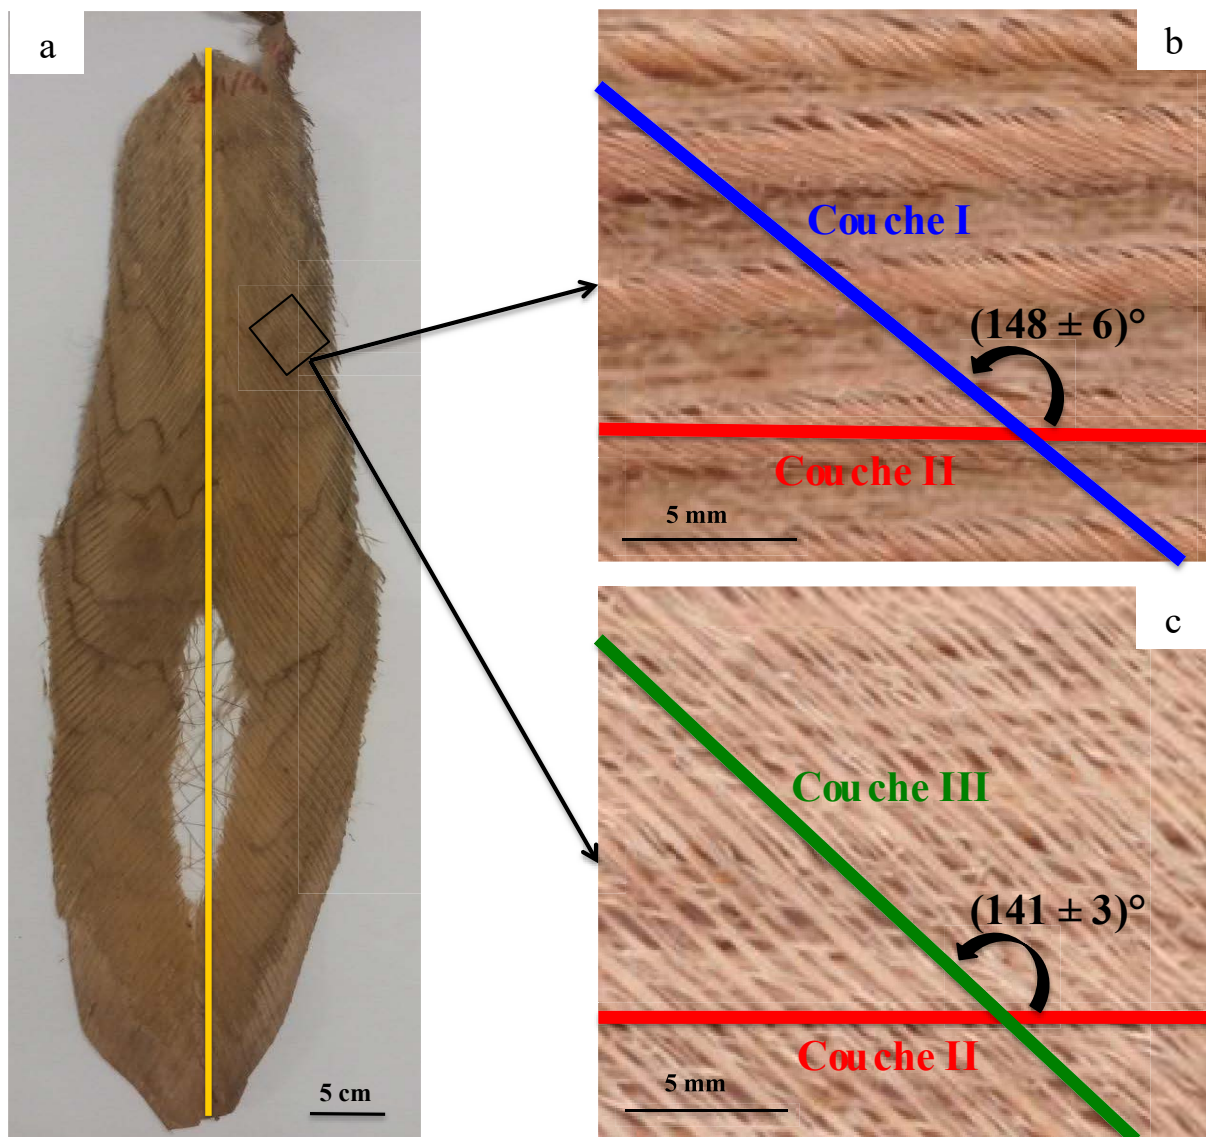 a
5 cm
b
Couche I
(148 ± 6)°
Couche II
5 mm
c
Couche III
(141 ± 3)°
Couche II
5 mm